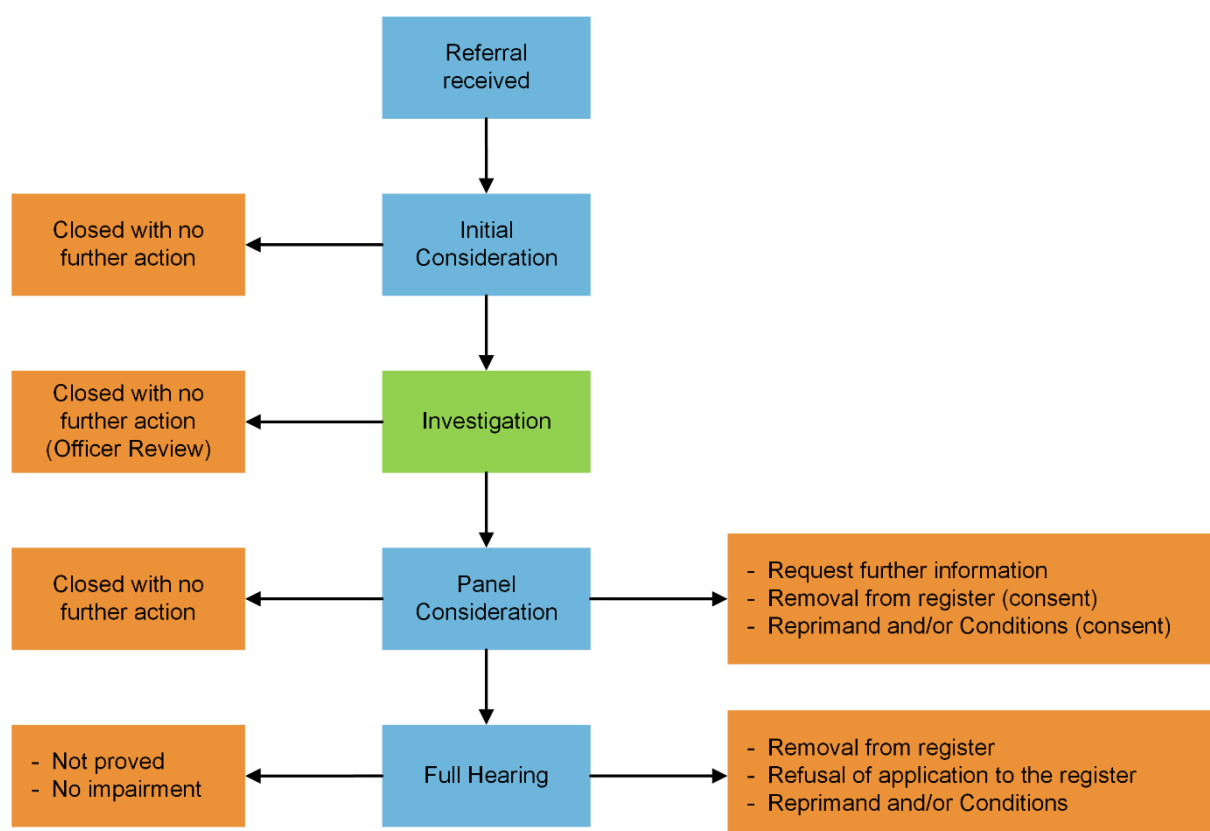 Referral
received
Closed with no
further action
Initial
Consideration
Closed with no
further action
(Officer Review)
Investigation
Closed with no
further action
Panel
Consideration
- Request further information
- Removal from register (consent)
- Reprimand and/or Conditions (consent)
- Not proved
- No impairment
Full Hearing
- Removal from register
- Refusal of application to the register
- Reprimand and/or Conditions